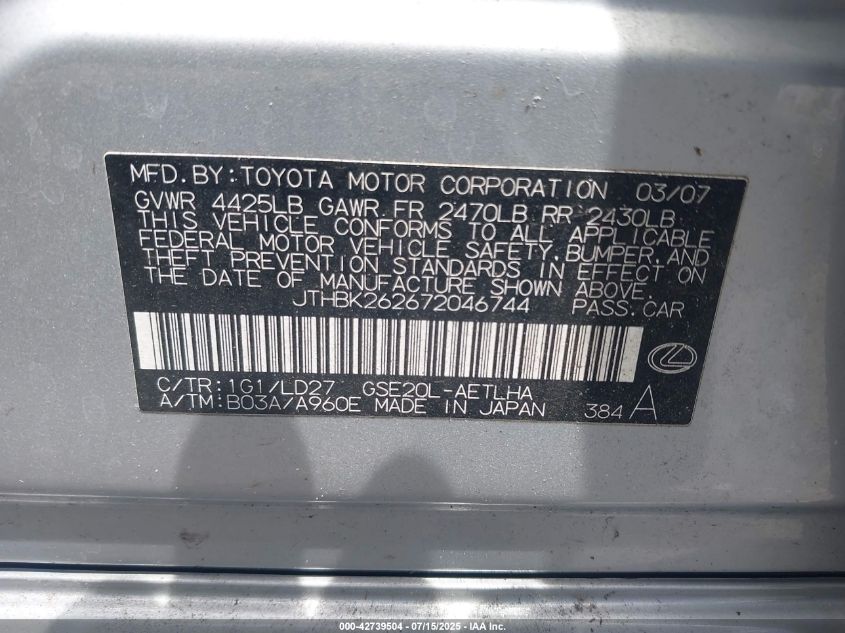 MFD.BY:TOYOTA MOTOR CORPORATION 03/07
GVWR 4425LB GAWR FR 2470LB RR 2430LB
THIS VEHICLE CONFORMS TO ALL APPLICABLE
FEDERAL MOTOR VEHICLE SAFETY,BUMPER,AND
THEFT PREVENTION STANDARDS IN EFFECT ON
THE DATE OF MANUFACTURE SHOWN ABOVE.
JTHBK262672046744 PASS.CAR
C/TR:1G1/LD27 GSE20L-AETLHA
A/TM:B03A/A960E MADE IN JAPAN 384 A
000-42739504 - 07/15/2025 - IAA Inc.